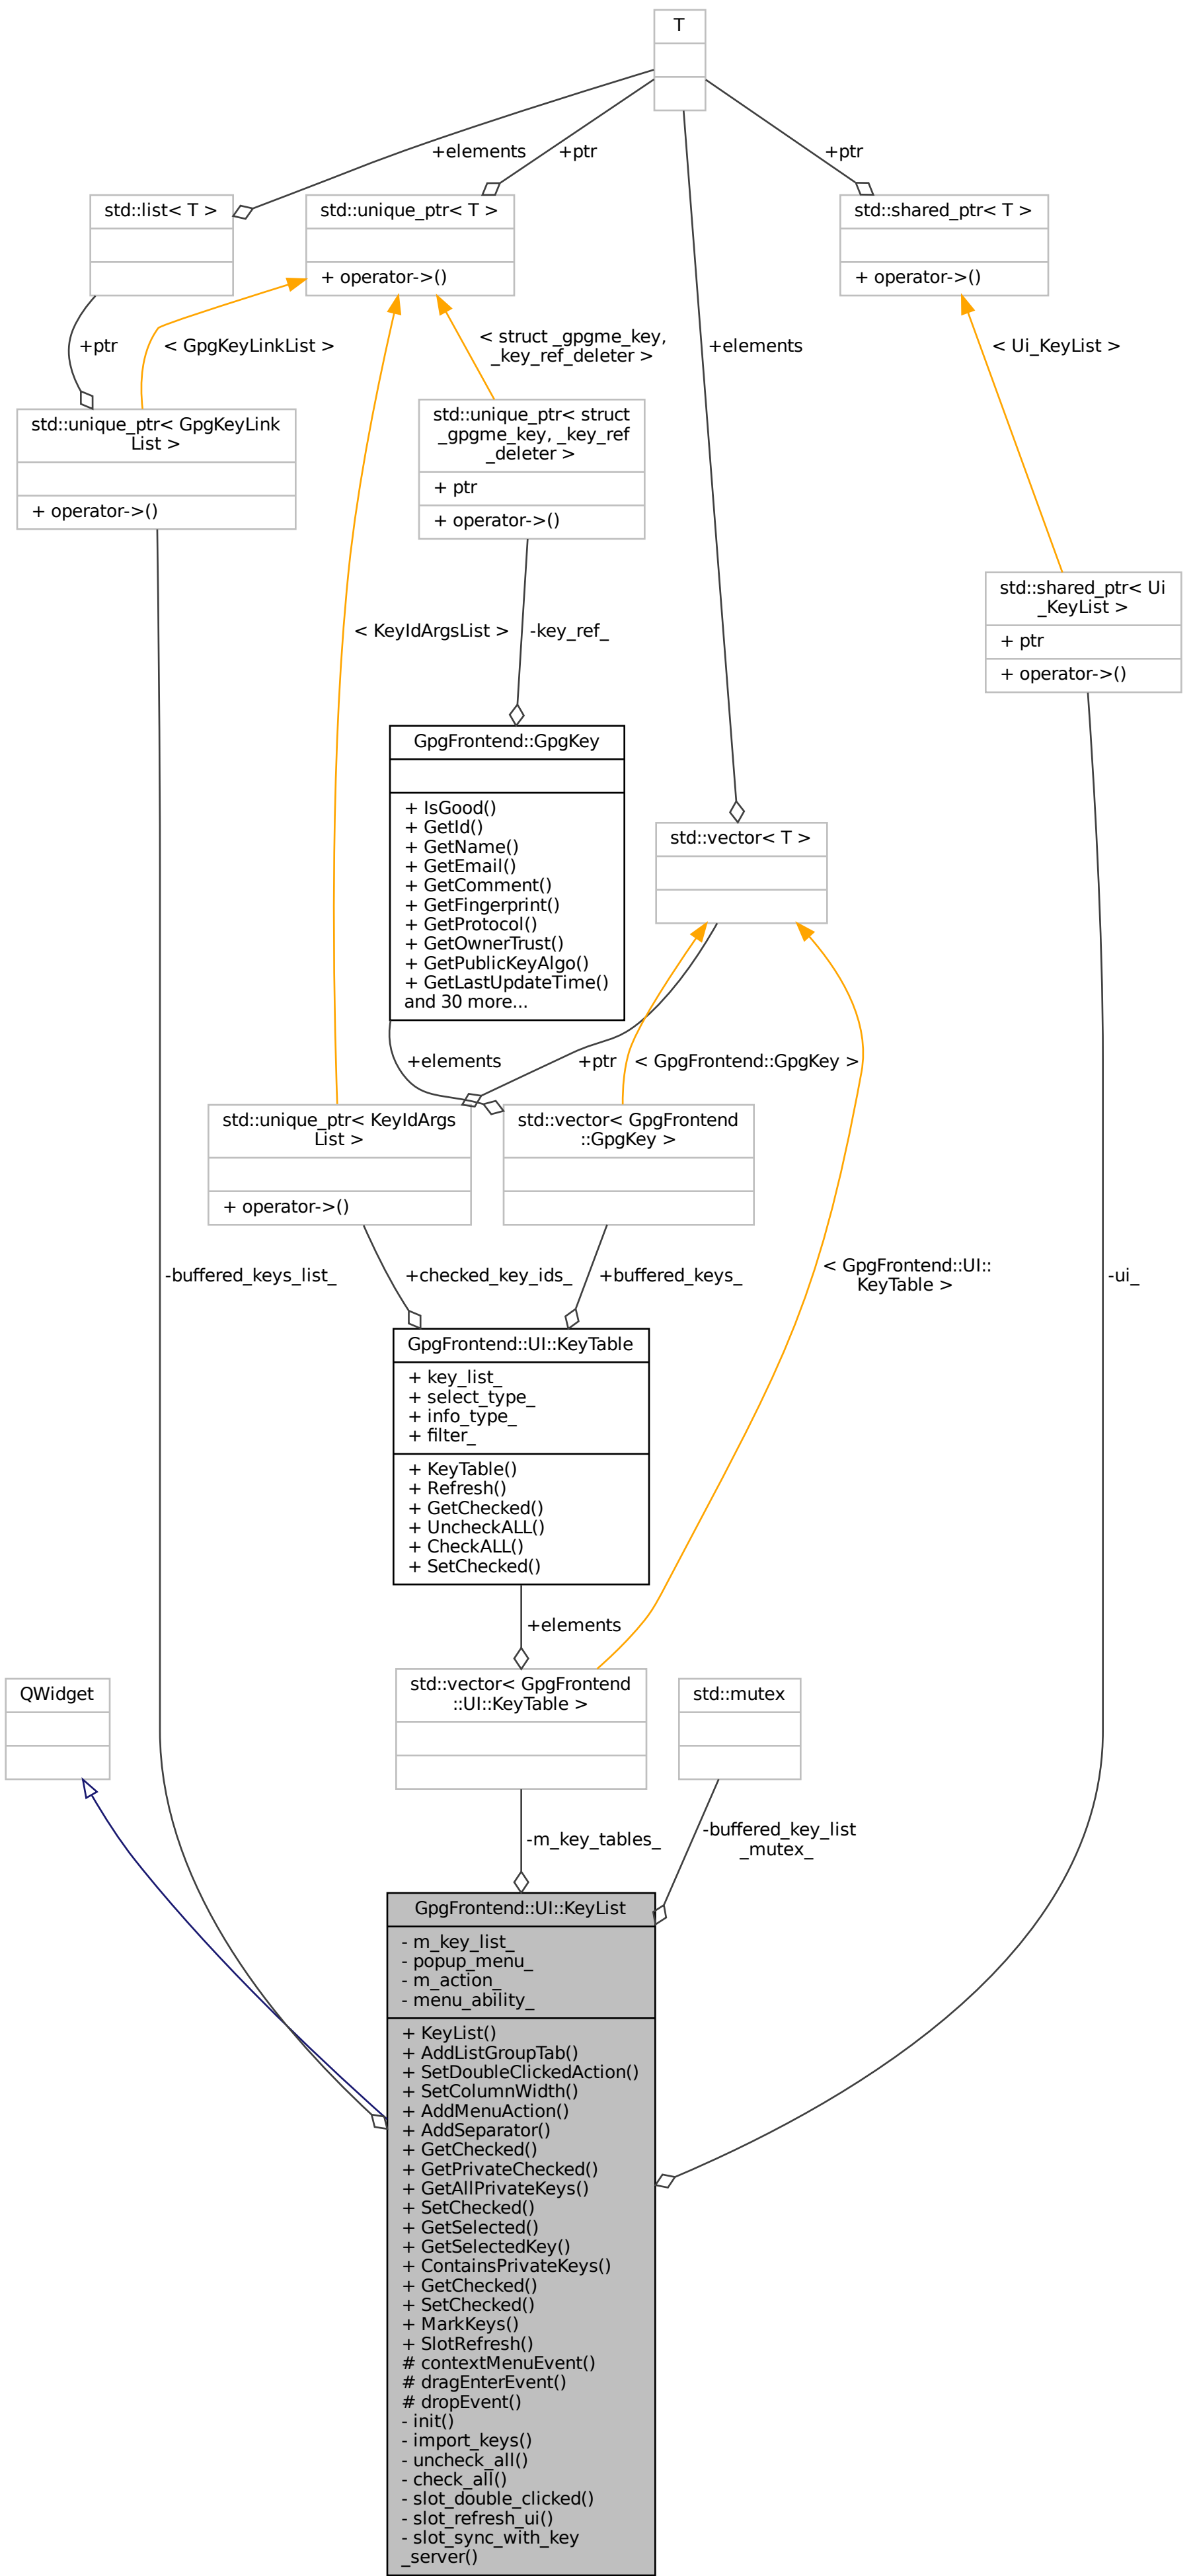 T
+elements
+ptr
+ptr
std::list< T >
std::unique_ptr< T >
+ operator->()
std::shared_ptr< T >
+ operator->()
+ptr
< GpgKeyLinkList >
< struct _gpgme_key,
_key_ref_deleter >
+elements
< Ui_KeyList >
std::unique_ptr< GpgKeyLink
List >
+ operator->()
std::unique_ptr< struct
_gpgme_key, _key_ref
_deleter >
+ ptr
+ operator->()
std::shared_ptr< Ui
_KeyList >
+ ptr
+ operator->()
< KeyIdArgsList >
-key_ref_
GpgFrontend::GpgKey
+ IsGood()
+ GetId()
+ GetName()
+ GetEmail()
+ GetComment()
+ GetFingerprint()
+ GetProtocol()
+ GetOwnerTrust()
+ GetPublicKeyAlgo()
+ GetLastUpdateTime()
and 30 more...
std::vector< T >
+elements
+ptr
< GpgFrontend::GpgKey >
std::unique_ptr< KeyIdArgs
List >
+ operator->()
std::vector< GpgFrontend
::GpgKey >
-buffered_keys_list_
+checked_key_ids_
+buffered_keys_
< GpgFrontend::UI::
KeyTable >
-ui_
GpgFrontend::UI::KeyTable
+ key_list_
+ select_type_
+ info_type_
+ filter_
+ KeyTable()
+ Refresh()
+ GetChecked()
+ UncheckALL()
+ CheckALL()
+ SetChecked()
+elements
QWidget
std::vector< GpgFrontend
::UI::KeyTable >
std::mutex
-m_key_tables_
-buffered_key_list
_mutex_
GpgFrontend::UI::KeyList
- m_key_list_
- popup_menu_
- m_action_
- menu_ability_
+ KeyList()
+ AddListGroupTab()
+ SetDoubleClickedAction()
+ SetColumnWidth()
+ AddMenuAction()
+ AddSeparator()
+ GetChecked()
+ GetPrivateChecked()
+ GetAllPrivateKeys()
+ SetChecked()
+ GetSelected()
+ GetSelectedKey()
+ ContainsPrivateKeys()
+ GetChecked()
+ SetChecked()
+ MarkKeys()
+ SlotRefresh()
# contextMenuEvent()
# dragEnterEvent()
# dropEvent()
- init()
- import_keys()
- uncheck_all()
- check_all()
- slot_double_clicked()
- slot_refresh_ui()
- slot_sync_with_key
_server()